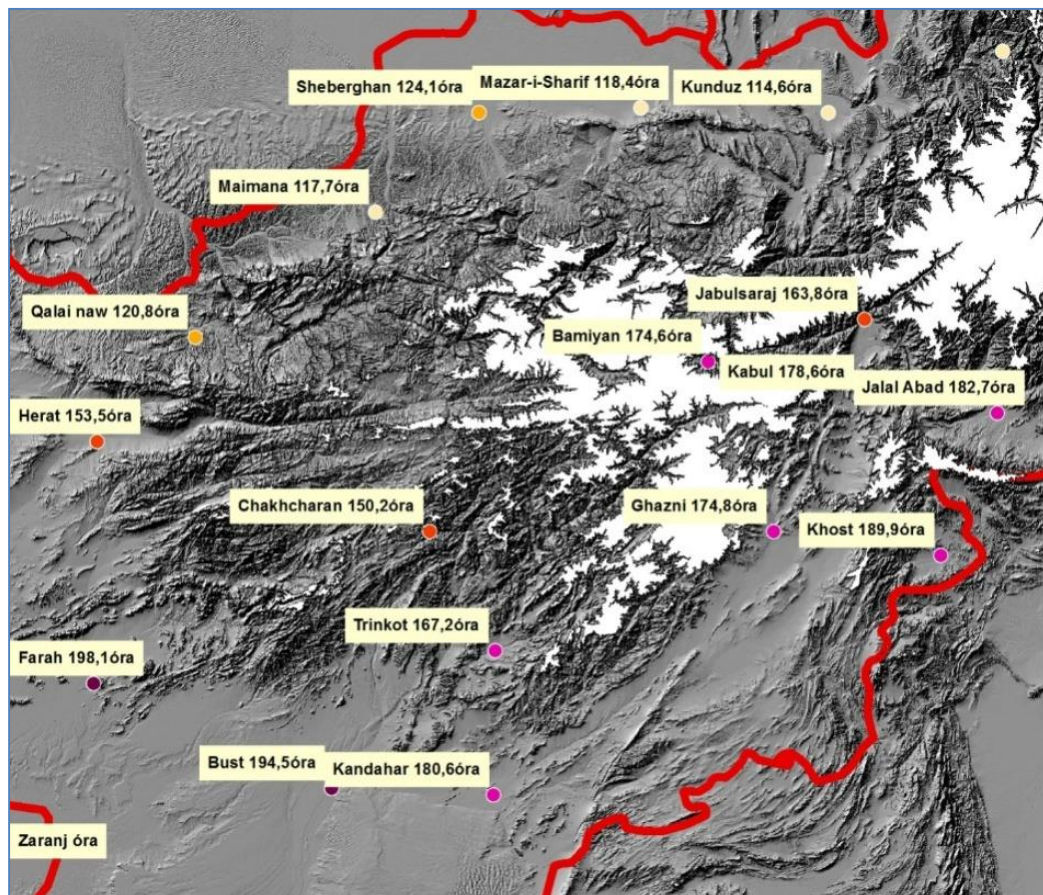 Sheberghan 124,1óra
Mazar-i-Sharif 118,4óra
Kunduz 114,6óra
Maimana 117,7óra
Qalai naw 120,8óra
Jabulsaraj 163,8óra
Bamiyan 174,6óra
Kabul 178,6óra
Jalal Abad 182,7óra
Herat 153,5óra
Chakhcharan 150,2óra
Ghazni 174,8óra
Khost 189,9óra
Trinkot 167,2óra
Farah 198,1óra
Bust 194,5óra
Kandahar 180,6óra
Zaranj óra